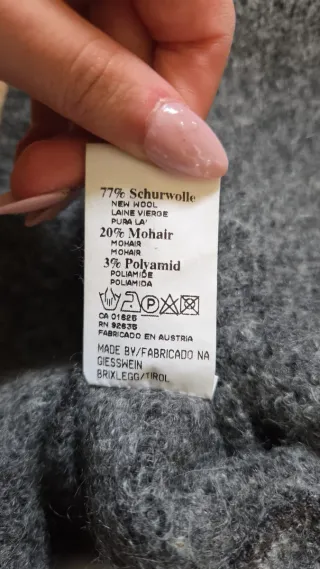 77% Schurwolle
NEW WOOL
LAINE VIERGE
PURA LA'
20% Mohair
MOHAIR
MOHAIR
3% Polyamid
POLIAMIDE
POLIAMIDA
P
CA 01625
RN 92635
FABRICADO EN AUSTRIA
MADE BY/FABRICADO NA
GIESSWEIN
BRIXLEGG/TIROL